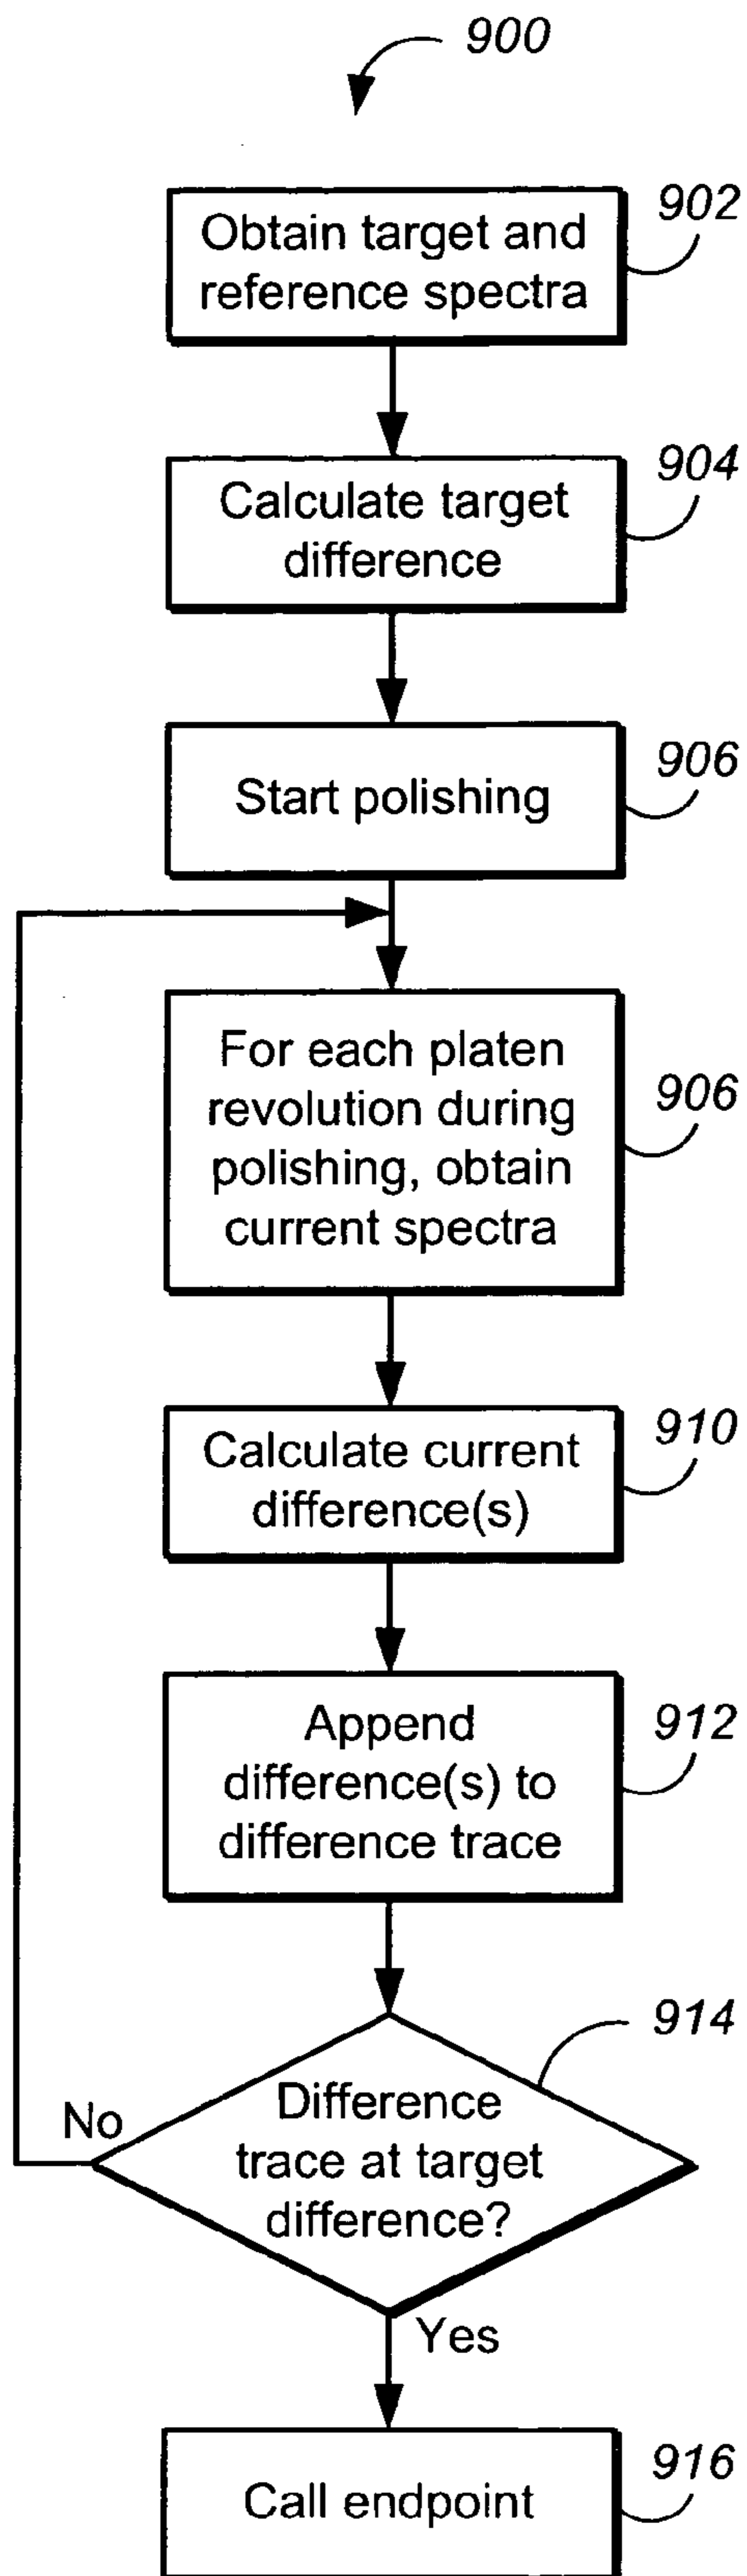 900
Obtain target and
reference spectra
902
Calculate target
difference
904
Start polishing
906
For each platen
revolution during
polishing, obtain
current spectra
906
Calculate current
difference(s)
910
Append
difference(s) to
difference trace
912
Difference
trace at target
difference?
914
No
Yes
Call endpoint
916